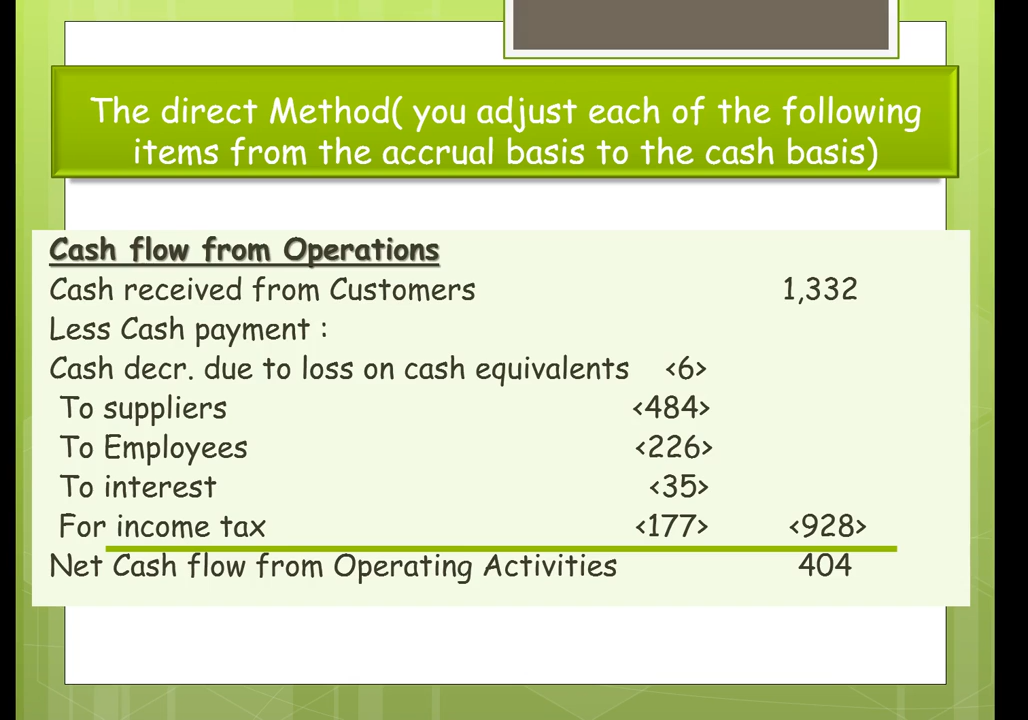 The direct Method( you adjust each of the following
items from the accrual basis to the cash basis)
Cash flow from Operations
Cash received from Customers 1,332
Less Cash payment :
Cash decr. due to loss on cash equivalents <6>
To suppliers <484>
To Employees <226>
To interest <35>
For income tax <177> <928>
Net Cash flow from Operating Activities 404